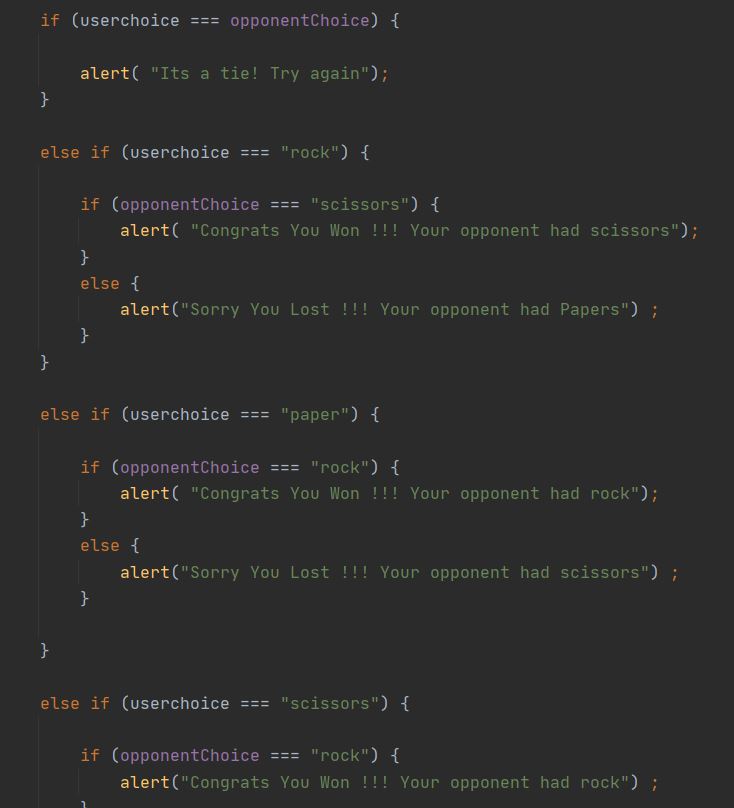 if (userchoice === opponentChoice) {
alert( "Its a tie! Try again");
}
else if (userchoice === "rock") {
if (opponentChoice === "scissors") {
alert( "Congrats You Won !!! Your opponent had scissors");
}
else {
alert("Sorry You Lost !!! Your opponent had Papers") ;
}
}
else if (userchoice === "paper") {
if (opponentChoice === "rock") {
alert( "Congrats You Won !!! Your opponent had rock");
}
else {
alert("Sorry You Lost !!! Your opponent had scissors") ;
}
}
else if (userchoice === "scissors") {
if (opponentChoice === "rock") {
alert("Congrats You Won !!! Your opponent had rock") ;
}